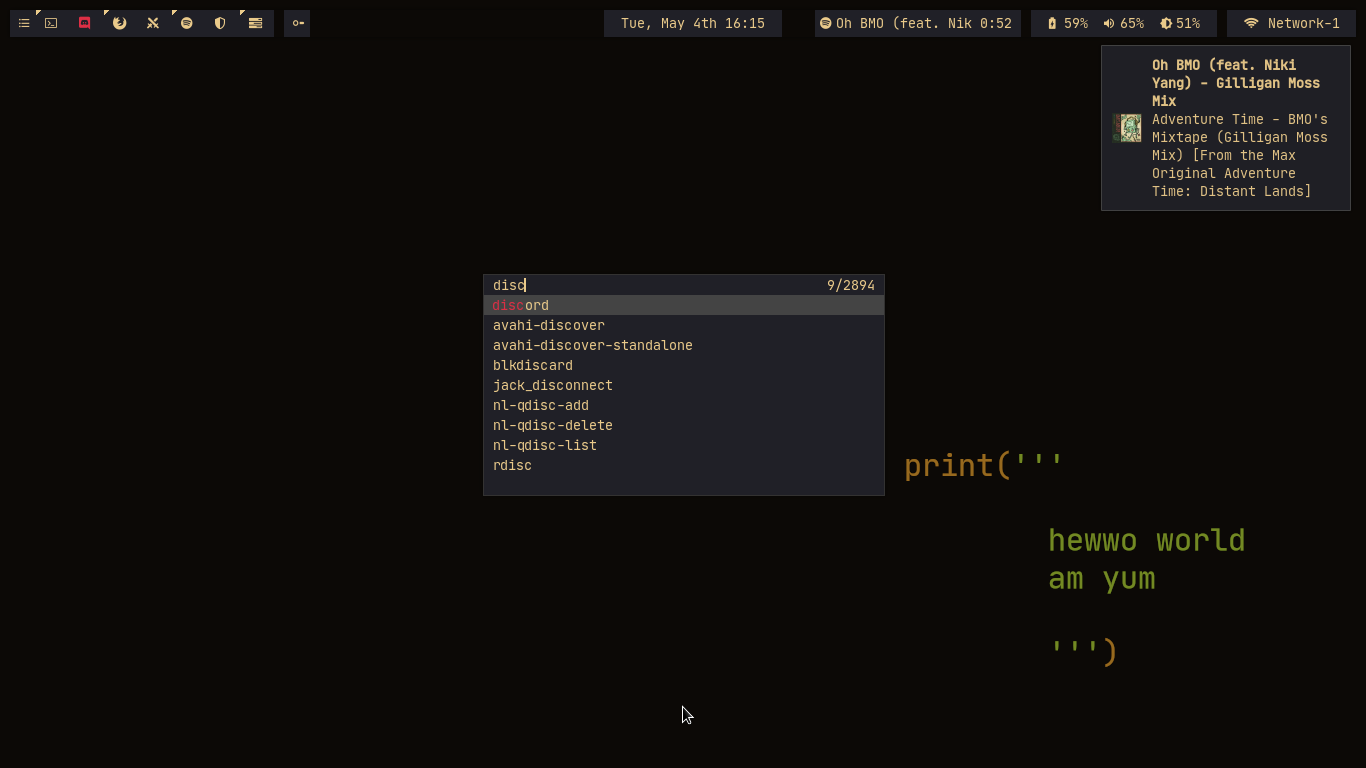 Tue, May 4th 16:15
Oh BMO (feat. Nik 0:52
59%
65%
51%
Network-1
Oh BMO (feat. Niki
Yang) - Gilligan Moss
Mix
Adventure Time - BMO's
Mixtape (Gilligan Moss
Mix) [From the Max
Original Adventure
Time: Distant Lands]
disc 9/2894
discord
avahi-discover
avahi-discover-standalone
blkdiscard
jack_disconnect
nl-qdisc-add
nl-qdisc-delete
nl-qdisc-list
rdisc
print('''
hewwo world
am yum
''')